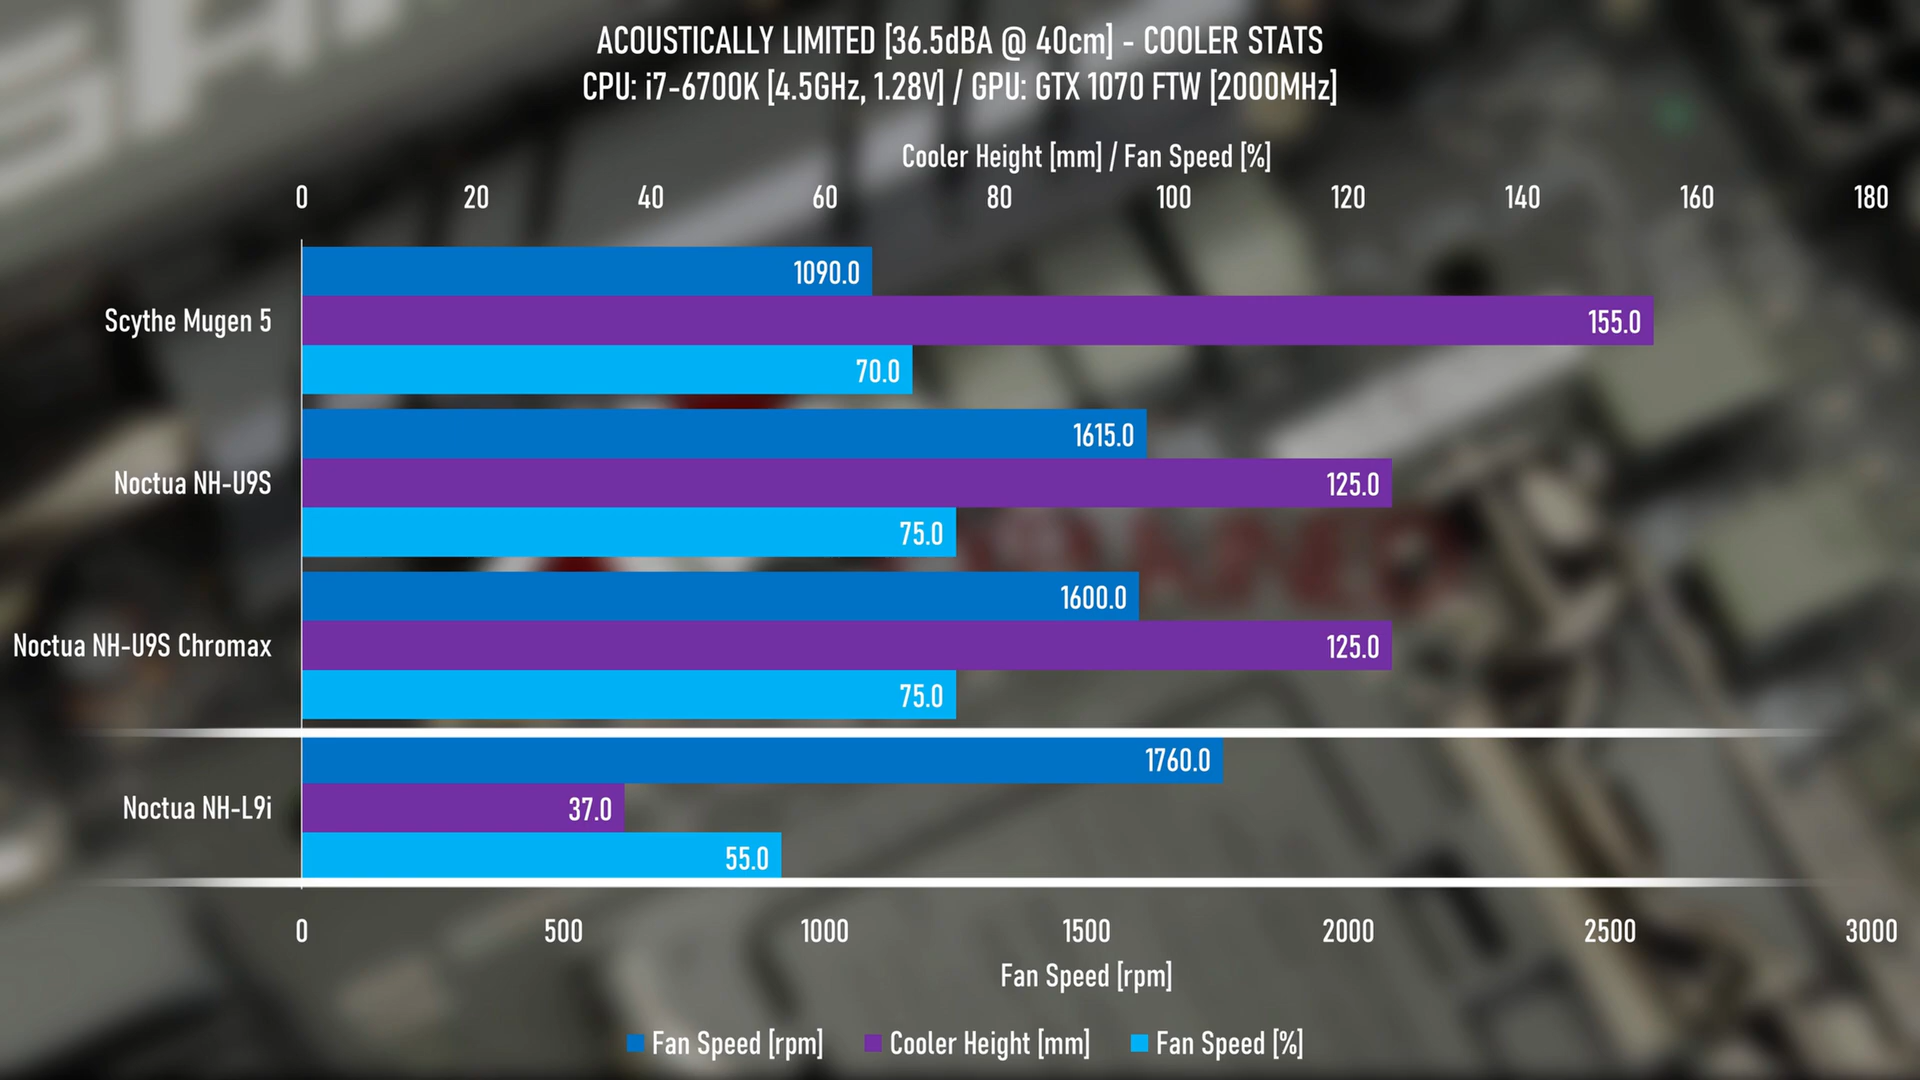 ACOUSTICALLY LIMITED [36.5dBA @ 40cm] - COOLER STATS
CPU: i7-6700K [4.5GHz, 1.28V] / GPU: GTX 1070 FTW [2000MHz]
Cooler Height [mm] / Fan Speed [%]
0 20 40 60 80 100 120 140 160 180
1090.0
Scythe Mugen 5 155.0
70.0
1615.0
Noctua NH-U9S 125.0
75.0
1600.0
Noctua NH-U9S Chromax 125.0
75.0
1760.0
Noctua NH-L9i 37.0
55.0
0 500 1000 1500 2000 2500 3000
Fan Speed [rpm]
Fan Speed [rpm] Cooler Height [mm] Fan Speed [%]